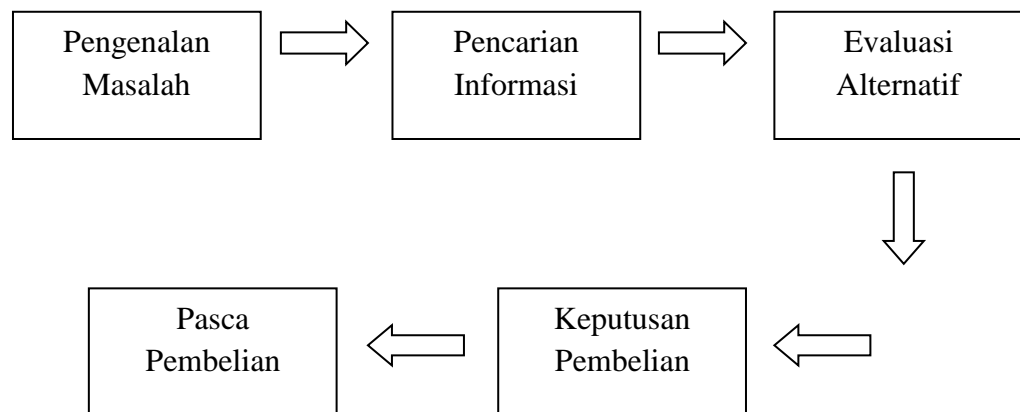 Pengenalan
Masalah
Pencarian
Informasi
Evaluasi
Alternatif
Keputusan
Pembelian
Pasca
Pembelian